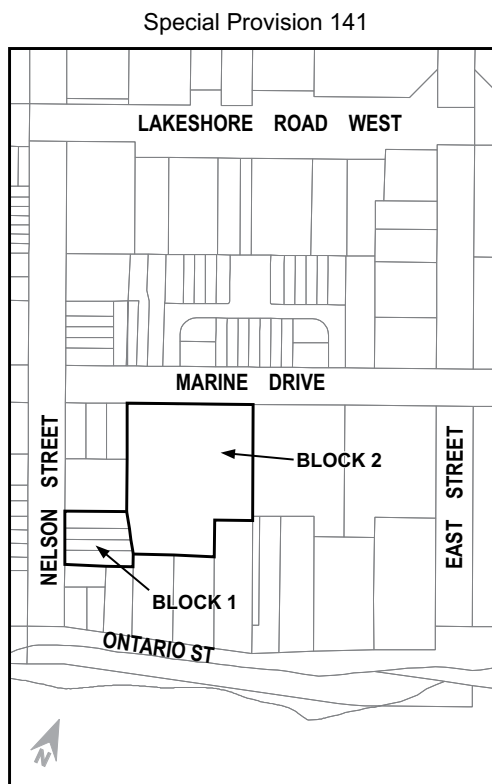 Special Provision 141
LAKESHORE ROAD WEST
MARINE DRIVE
NELSON STREET
BLOCK 2
EAST STREET
BLOCK 1
ONTARIO ST
N